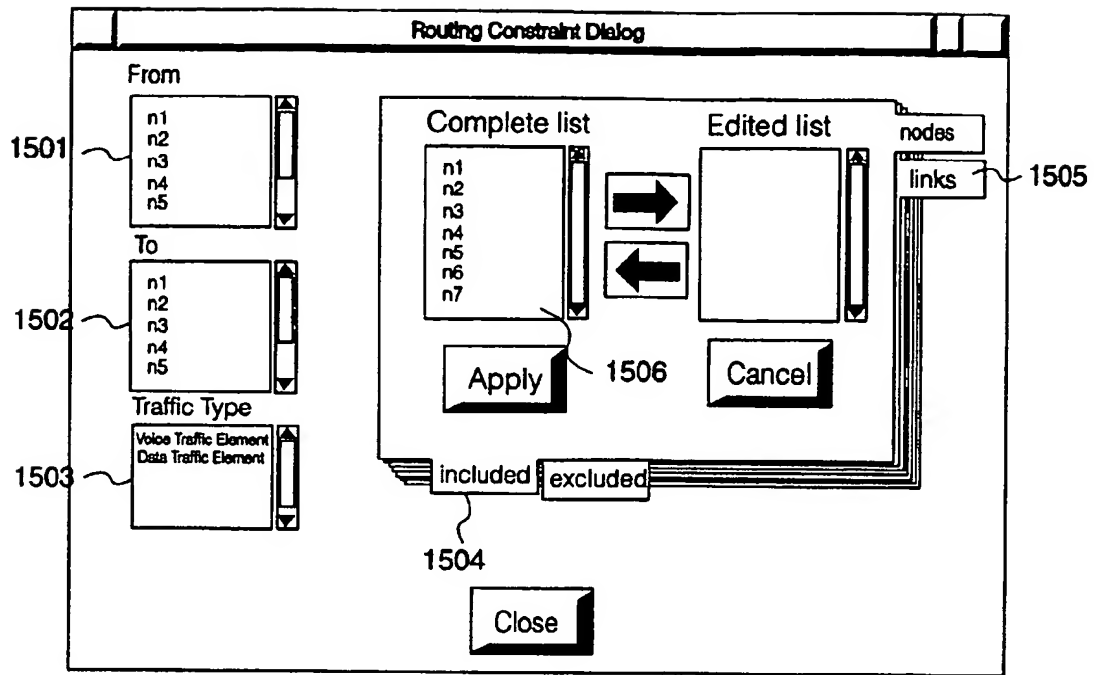 Routing Constraint Dialog
From
n1
n2
n3
n4
n5
1501
To
n1
n2
n3
n4
n5
1502
Traffic Type
Voice Traffic Element
Data Traffic Element
1503
Complete list
n1
n2
n3
n4
n5
n6
n7
Edited list
nodes
links
1505
1506
Apply
Cancel
included
excluded
1504
Close